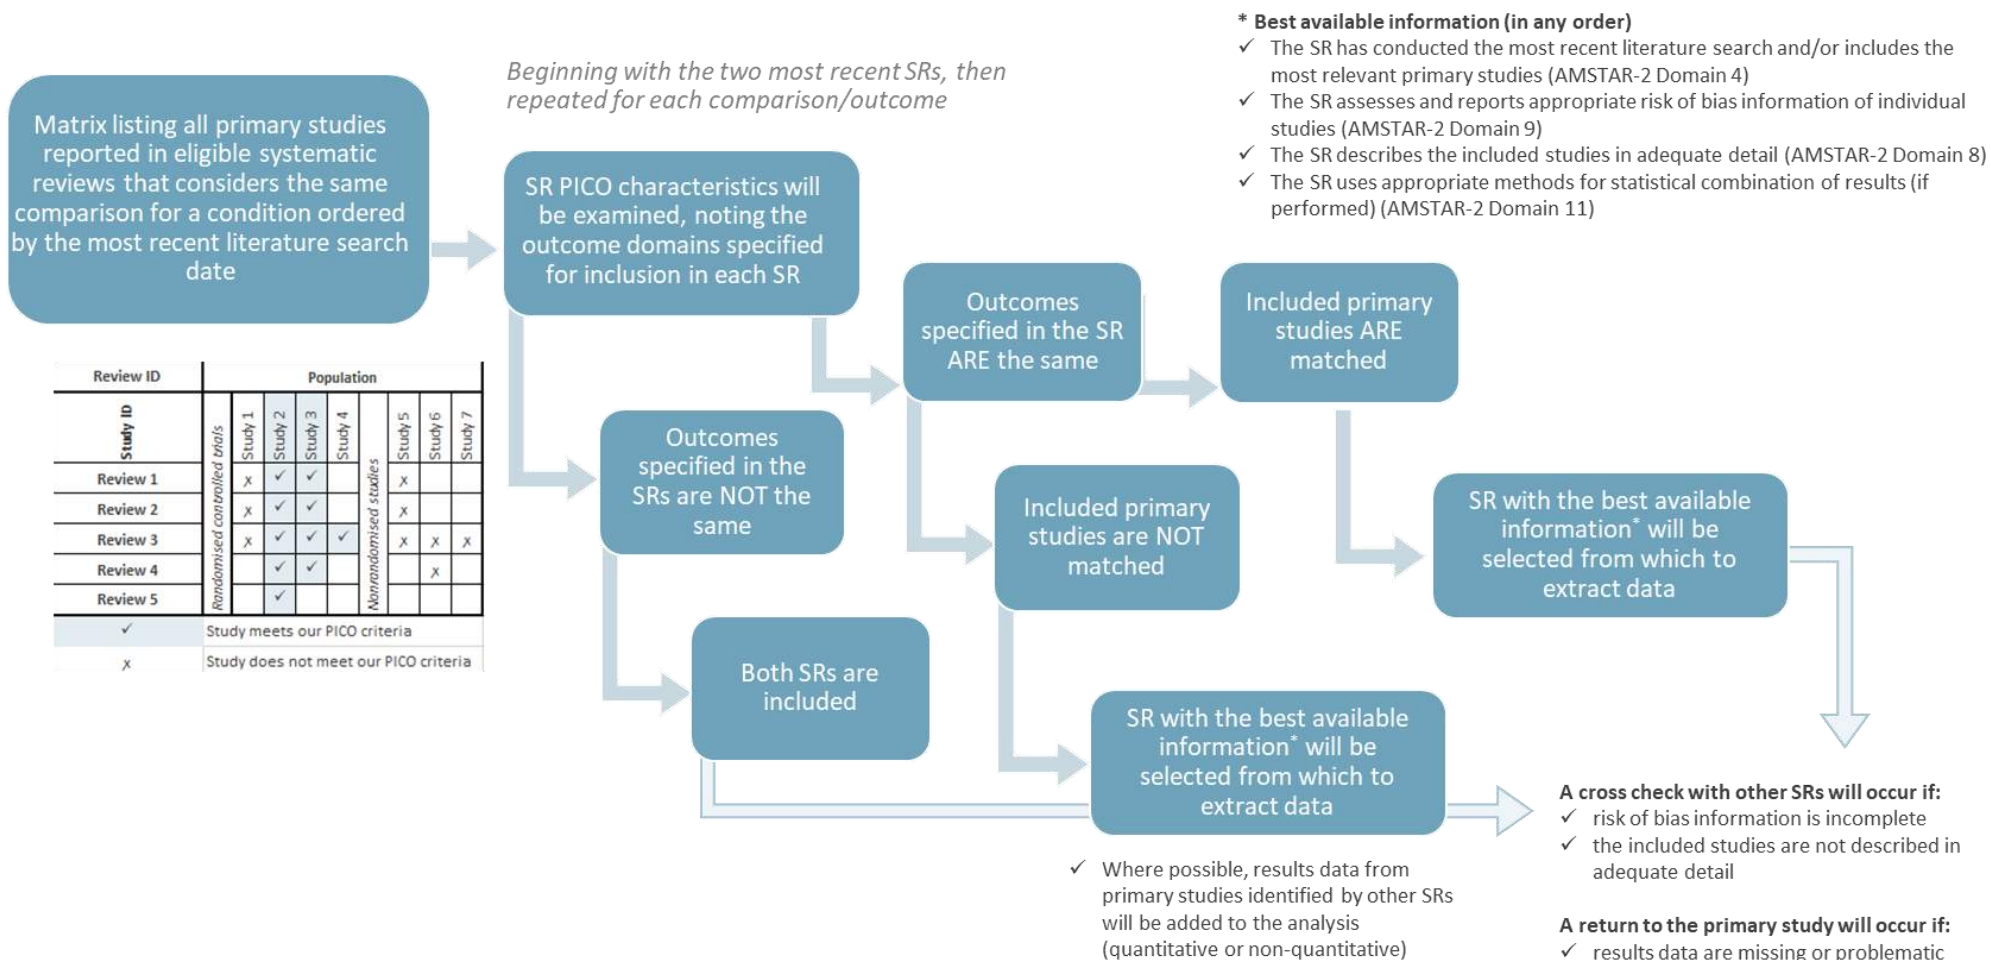 * Best available information (in any order)
✓ The SR has conducted the most recent literature search and/or includes the
most relevant primary studies (AMSTAR-2 Domain 4)
✓ The SR assesses and reports appropriate risk of bias information of individual
studies (AMSTAR-2 Domain 9)
✓ The SR describes the included studies in adequate detail (AMSTAR-2 Domain 8)
✓ The SR uses appropriate methods for statistical combination of results (if
performed) (AMSTAR-2 Domain 11)
Beginning with the two most recent SRs, then
repeated for each comparison/outcome
Matrix listing all primary studies
reported in eligible systematic
reviews that considers the same
comparison for a condition ordered
by the most recent literature search
date
SR PICO characteristics will
be examined, noting the
outcome domains specified
for inclusion in each SR
Outcomes
specified in the SR
ARE the same
Included primary
studies ARE
matched
Outcomes
specified in the
SRs are NOT the
same
Included primary
studies are NOT
matched
SR with the best available
information* will be
selected from which to
extract data
Both SRs are
included
SR with the best available
information* will be
selected from which to
extract data
Review ID Population
Study ID
Randomised controlled trials
Study 1
Study 2
Study 3
Study 4
Nonrandomised studies
Study 5
Study 6
Study 7
Review 1 x ✓ ✓ x
Review 2 x ✓ ✓ x
Review 3 x ✓ ✓ ✓ x x x
Review 4 ✓ ✓ x
Review 5 ✓
✓ Study meets our PICO criteria
x Study does not meet our PICO criteria
✓ Where possible, results data from
primary studies identified by other SRs
will be added to the analysis
(quantitative or non-quantitative)
A cross check with other SRs will occur if:
✓ risk of bias information is incomplete
✓ the included studies are not described in
adequate detail
A return to the primary study will occur if:
✓ results data are missing or problematic